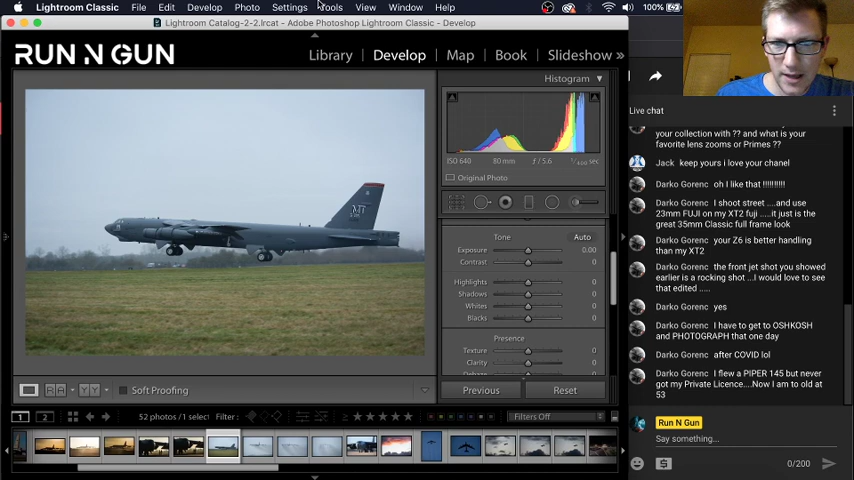 Lightroom Classic File Edit Develop Photo Settings Tools View Window Help 100%
Lightroom Catalog-2-2.lrcat - Adobe Photoshop Lightroom Classic - Develop
RUN N GUN
Library Develop Map Book Slideshow »
Histogram
ISO 640 80 mm ƒ / 5.6
Original Photo
Tone Auto
Exposure 0.00
Contrast 0
Highlights 0
Shadows 0
Whites 0
Blacks 0
Presence
Texture 0
Clarity 0
Previous Reset
MT
Soft Proofing
1 2 52 photos /1 select Filter : Filters Off
Live chat
your collection with ?? and what is your
favorite lens zooms or Primes ??
Jack keep yours i love your chanel
Darko Gorenc oh I like that !!!!!!!!!!
Darko Gorenc I shoot street ....and use
23mm FUJI on my XT2 fuji .....it just is the
great 35mm Classic full frame look
Darko Gorenc your Z6 is better handling
than my XT2
Darko Gorenc the front jet shot you showed
earlier is a rocking shot ...I would love to see
that edited .....
Darko Gorenc yes
Darko Gorenc I have to get to OSHKOSH
and PHOTOGRAPH that one day
Darko Gorenc after COVID lol
Darko Gorenc I flew a PIPER 145 but never
got my Private Licence....Now I am to old at
53
Run N Gun
Say something...
0/200